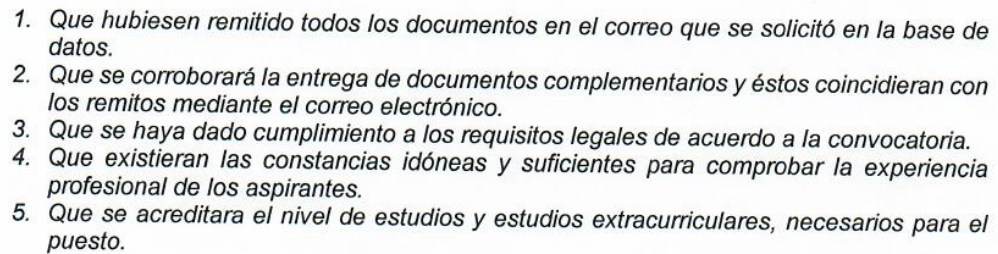 1. Que hubiesen remitido todos los documentos en el correo que se solicitó en la base de
datos.
2. Que se corroborará la entrega de documentos complementarios y éstos coincidieran con
los remitos mediante el correo electrónico.
3. Que se haya dado cumplimiento a los requisitos legales de acuerdo a la convocatoria.
4. Que existieran las constancias idóneas y suficientes para comprobar la experiencia
profesional de los aspirantes.
5. Que se acreditara el nivel de estudios y estudios extracurriculares, necesarios para el
puesto.